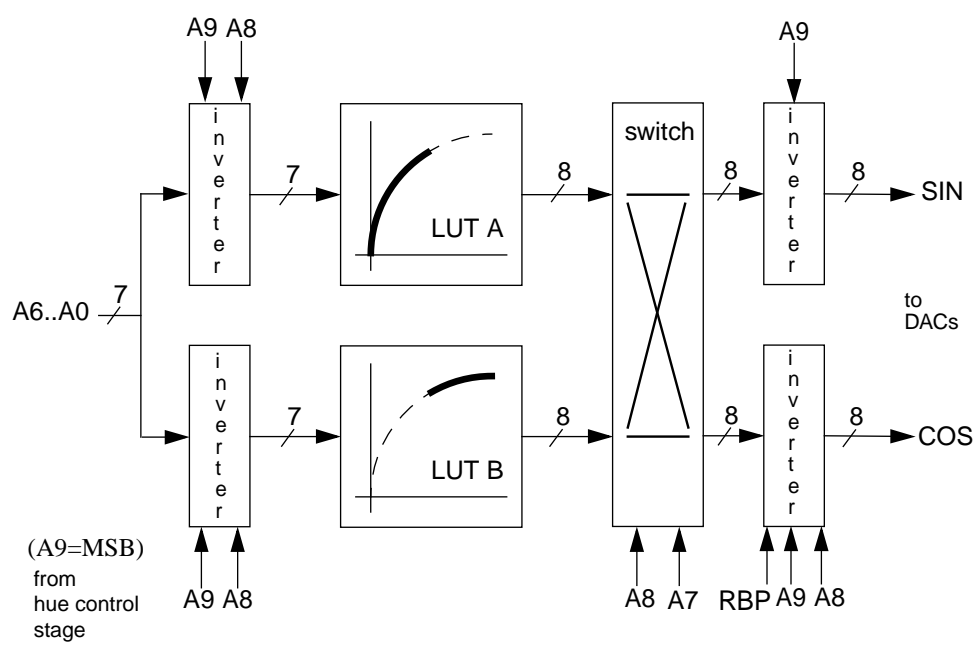 A9 A8
A9
inverter
inverter
switch
7
8
8
8
LUT A
SIN
A6..A0
7
to
DACs
inverter
inverter
7
8
8
8
LUT B
COS
(A9=MSB)
from
hue control
stage
A9 A8
A8 A7
RBP A9 A8